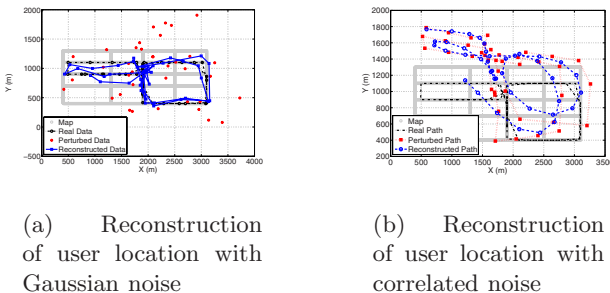 2000
1500
1000
500
0
−500
Y (m)
0 500 1000 1500 2000 2500 3000 3500 4000
X (m)
Map
Real Data
Perturbed Data
Reconstructed Data
2000
1800
1600
1400
1200
1000
800
600
400
200
Y (m)
0 500 1000 1500 2000 2500 3000 350
X (m)
Map
Real Path
Perturbed Path
Reconstructed Path
(a) Reconstruction
of user location with
Gaussian noise
(b) Reconstruction
of user location with
correlated noise